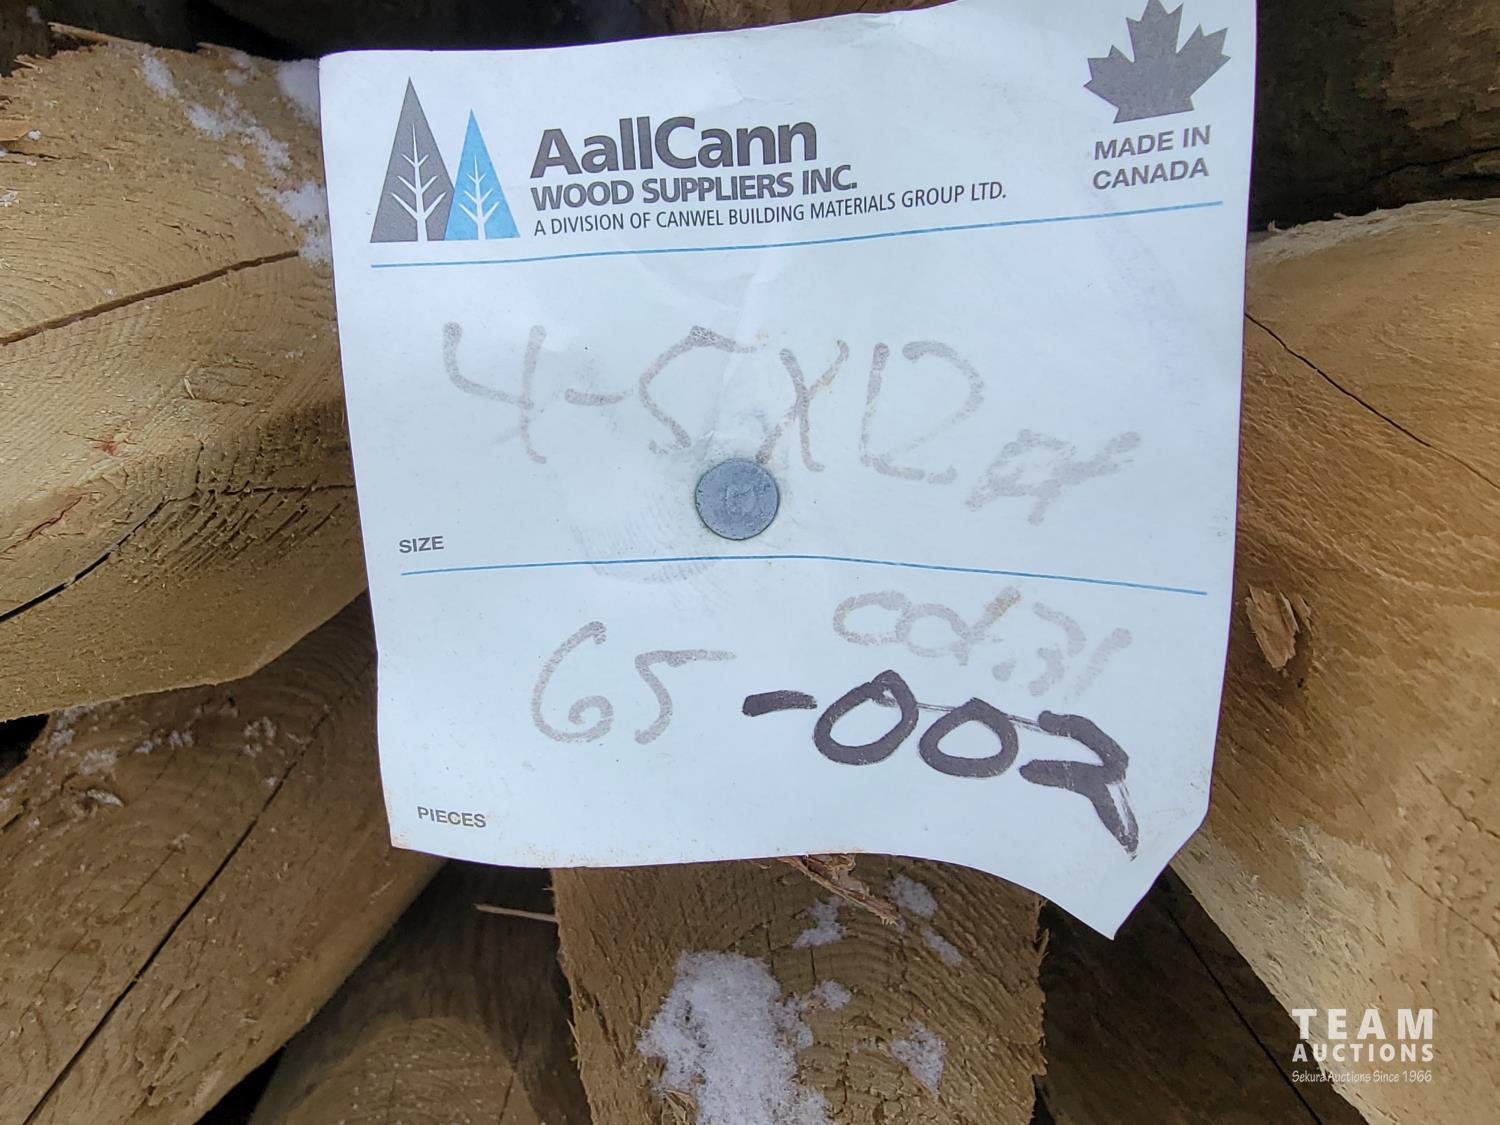 AallCann
WOOD SUPPLIERS INC.
A DIVISION OF CANWEL BUILDING MATERIALS GROUP LTD.
MADE IN
CANADA
4-5X12
SIZE
65 -007
PIECES
TEAM
AUCTIONS
Sekura Auctions Since 1966